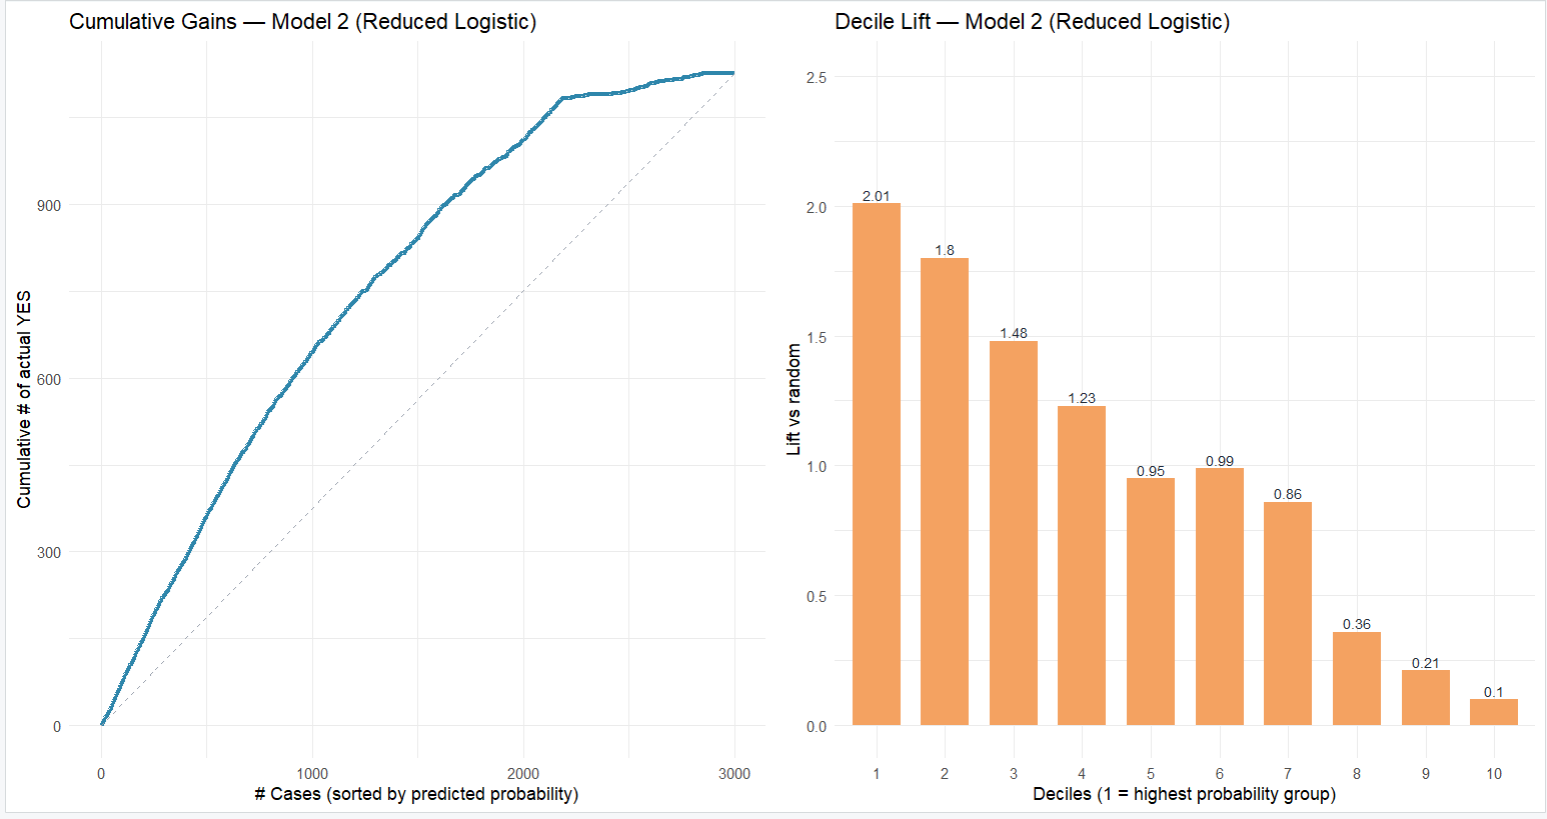 Cumulative Gains — Model 2 (Reduced Logistic)
900
600
300
0
Cumulative # of actual YES
0 1000 2000 3000
# Cases (sorted by predicted probability)
Decile Lift — Model 2 (Reduced Logistic)
2.5
2.0
1.5
1.0
0.5
0.0
Lift vs random
2.01
1.8
1.48
1.23
0.95
0.99
0.86
0.36
0.21
0.1
1 2 3 4 5 6 7 8 9 10
Deciles (1 = highest probability group)